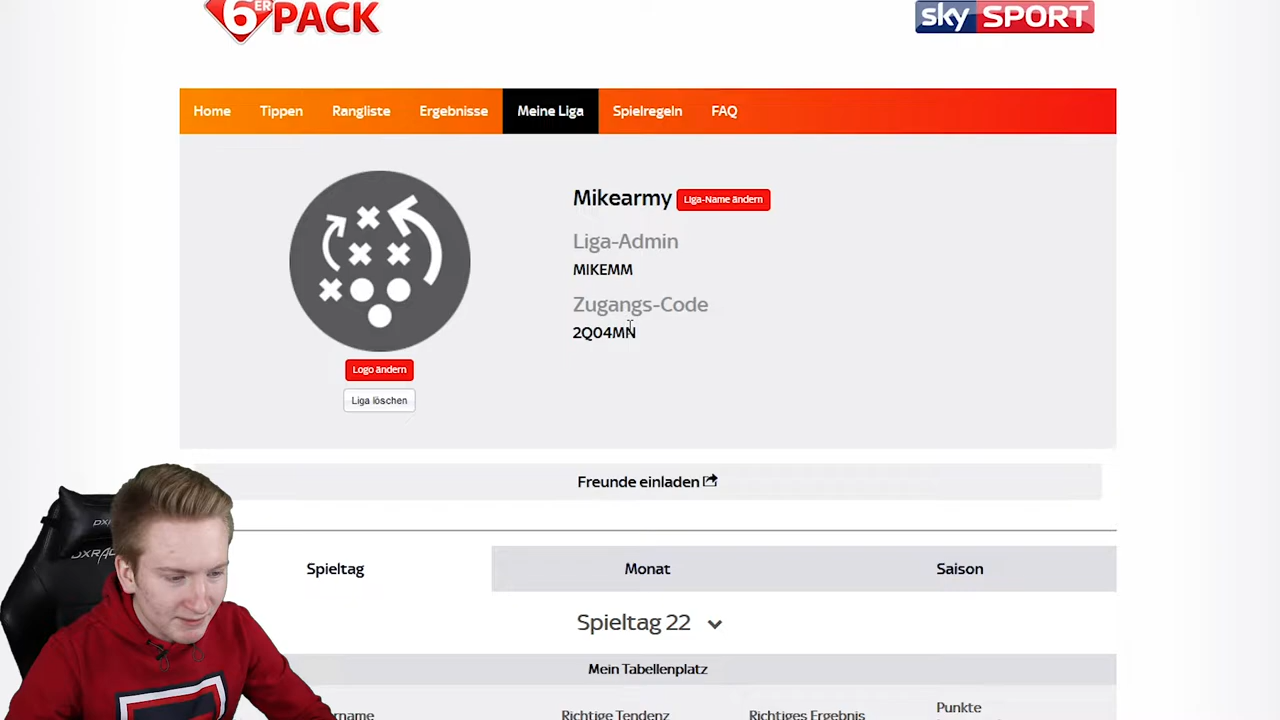 6ER PACK
sky SPORT
Home Tippen Rangliste Ergebnisse Meine Liga Spielregeln FAQ
Mikearmy Liga-Name ändern
Liga-Admin
MIKEMM
Zugangs-Code
2Q04MN
Logo ändern
Liga löschen
Freunde einladen
Spieltag Monat Saison
Spieltag 22
Mein Tabellenplatz
Richtige Tendenz Richtiges Ergebnis Punkte